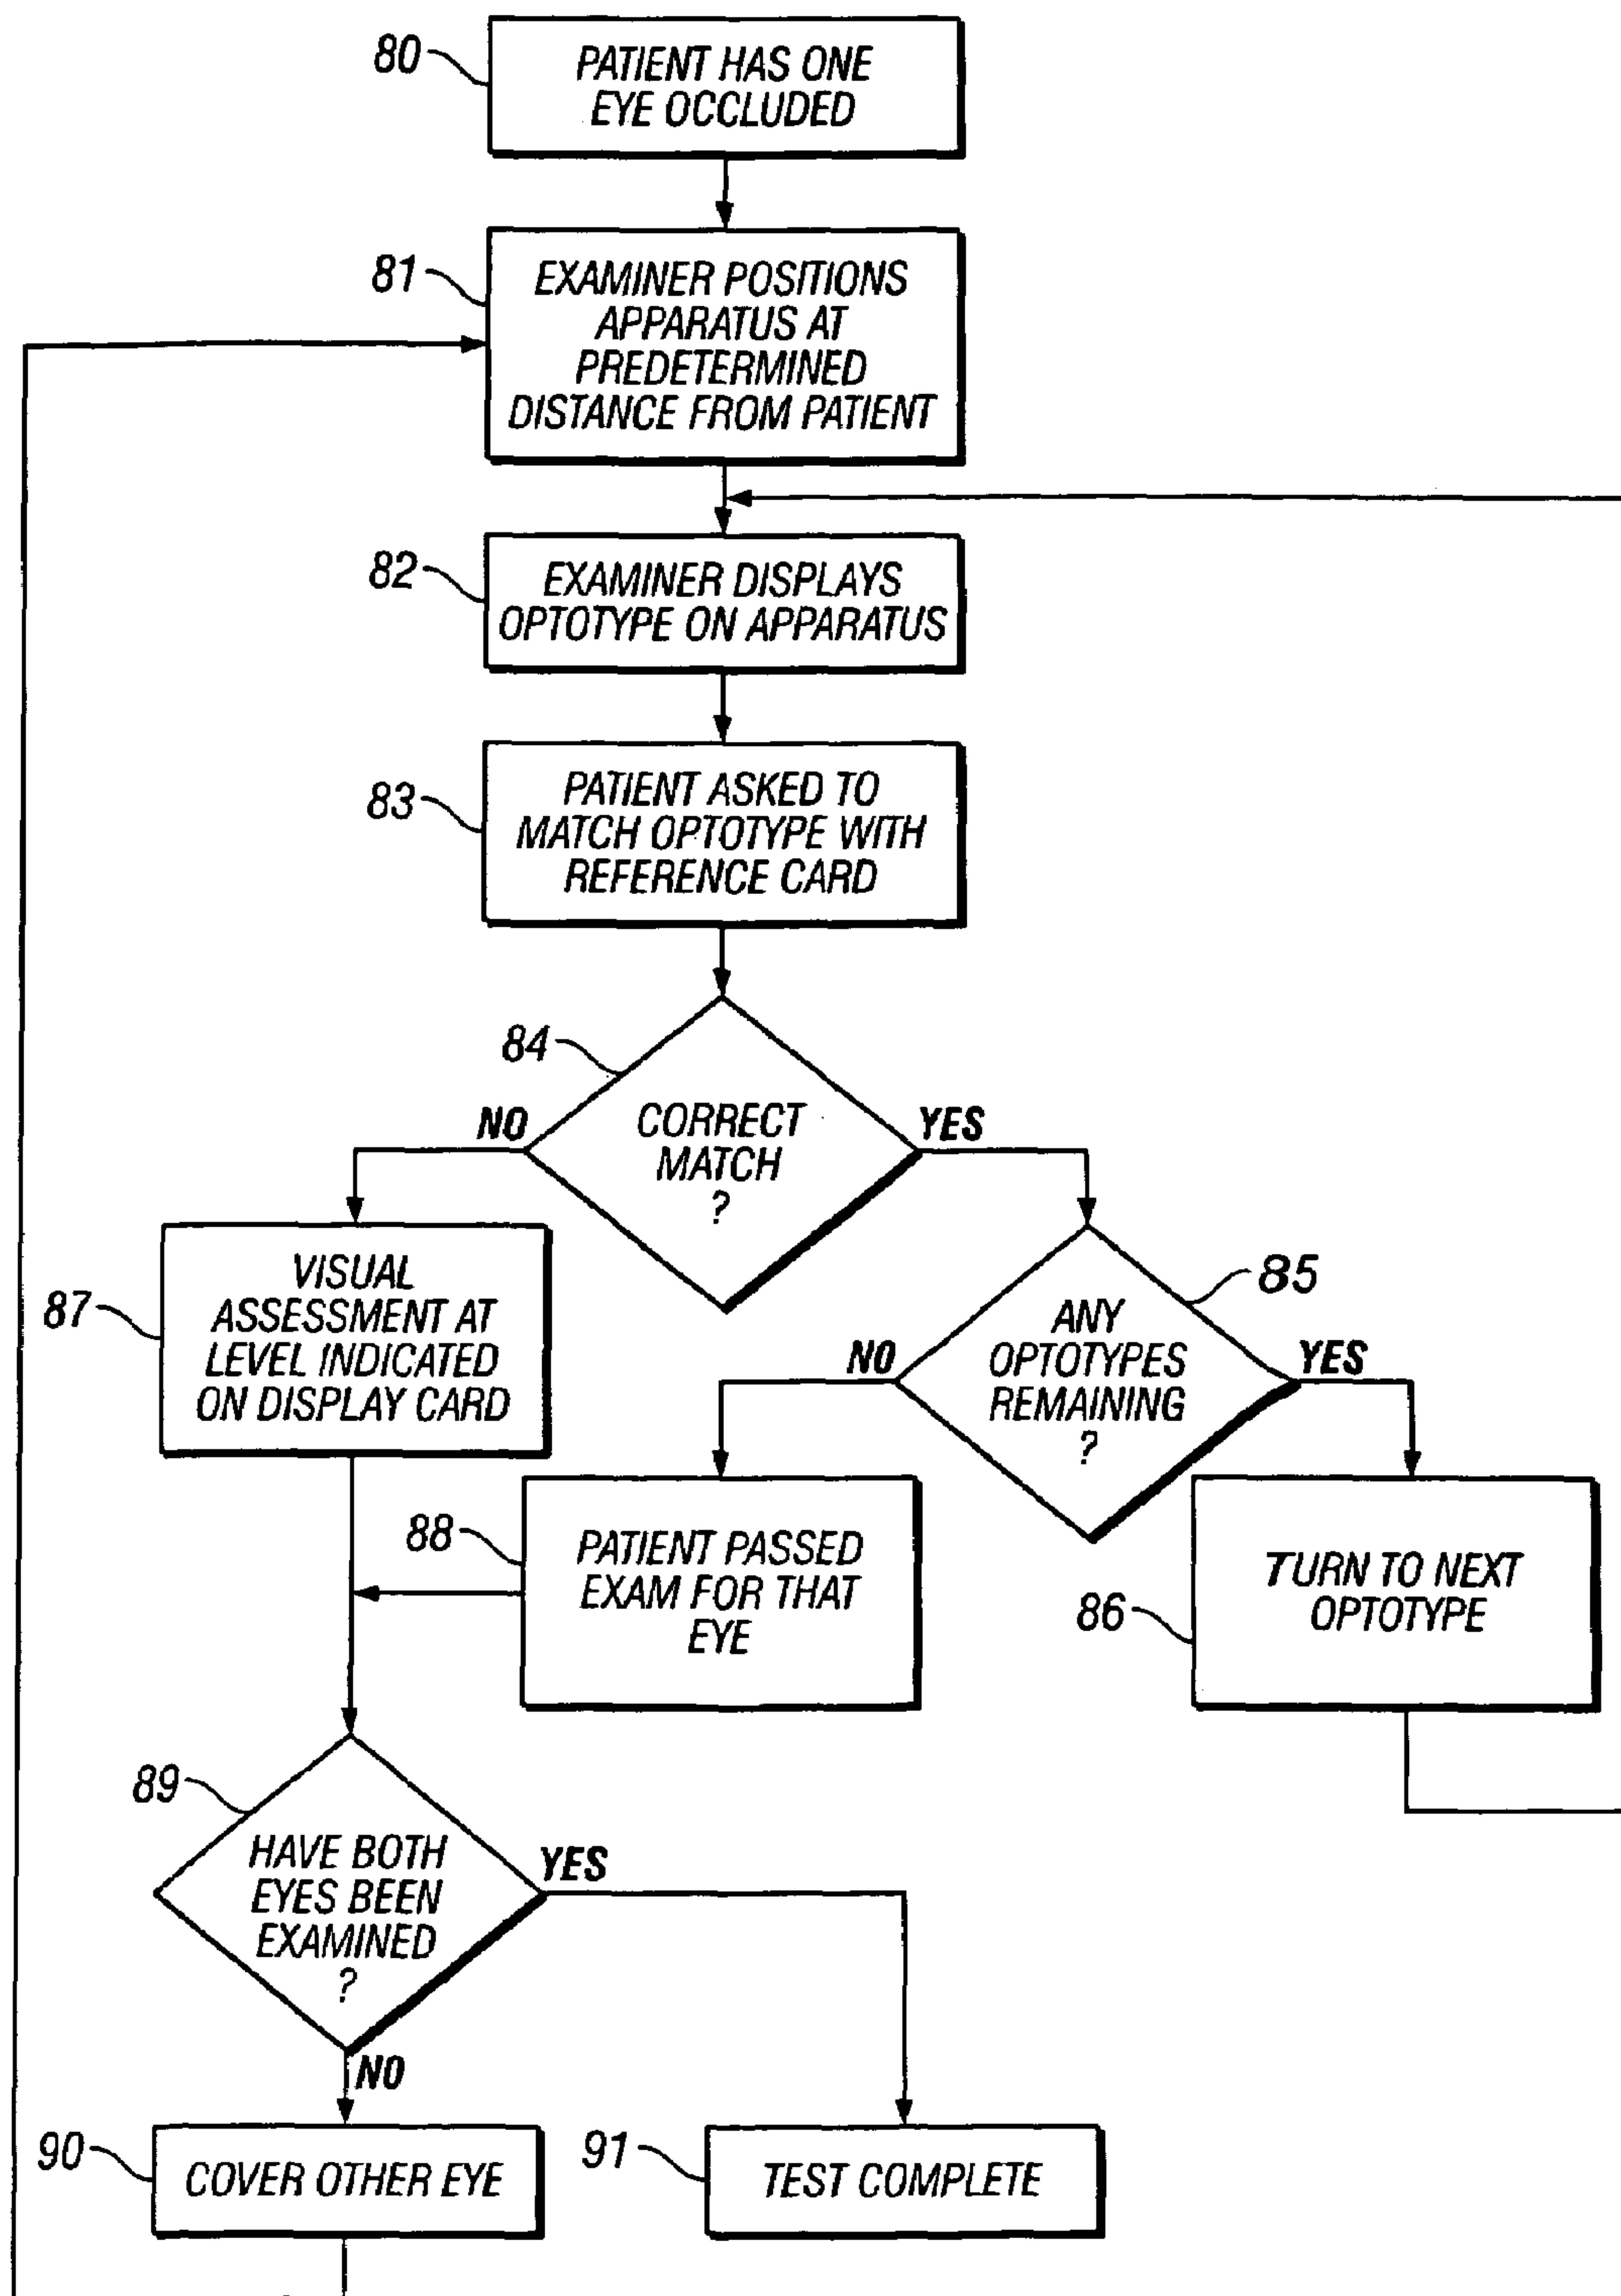 80
PATIENT HAS ONE
EYE OCCLUDED
81
EXAMINER POSITIONS
APPARATUS AT
PREDETERMINED
DISTANCE FROM PATIENT
82
EXAMINER DISPLAYS
OPTOTYPE ON APPARATUS
83
PATIENT ASKED TO
MATCH OPTOTYPE WITH
REFERENCE CARD
84
NO
CORRECT
MATCH
?
YES
87
VISUAL
ASSESSMENT AT
LEVEL INDICATED
ON DISPLAY CARD
85
NO
ANY
OPTOTYPES
REMAINING
?
YES
88
PATIENT PASSED
EXAM FOR THAT
EYE
86
TURN TO NEXT
OPTOTYPE
89
HAVE BOTH
EYES BEEN
EXAMINED
?
YES
NO
90
COVER OTHER EYE
91
TEST COMPLETE